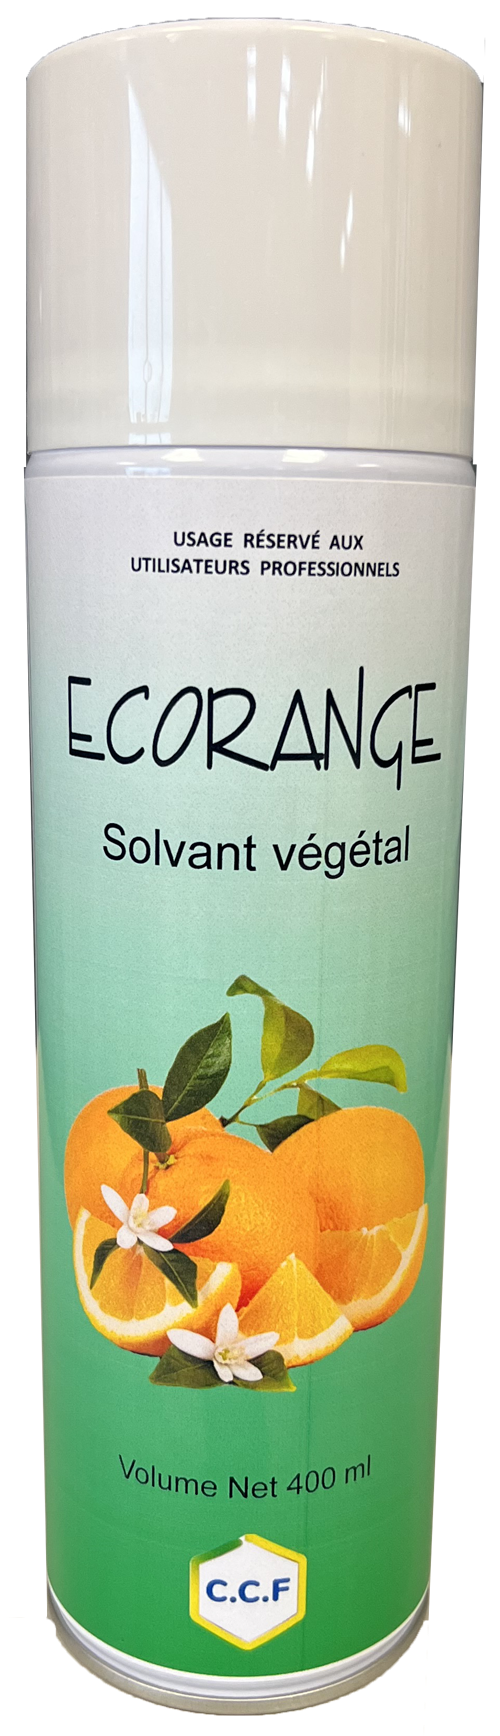 USAGE RÉSERVÉ AUX
UTILISATEURS PROFESSIONNELS
ECORANGE
Solvant végétal
Volume Net 400 ml
C.C.F